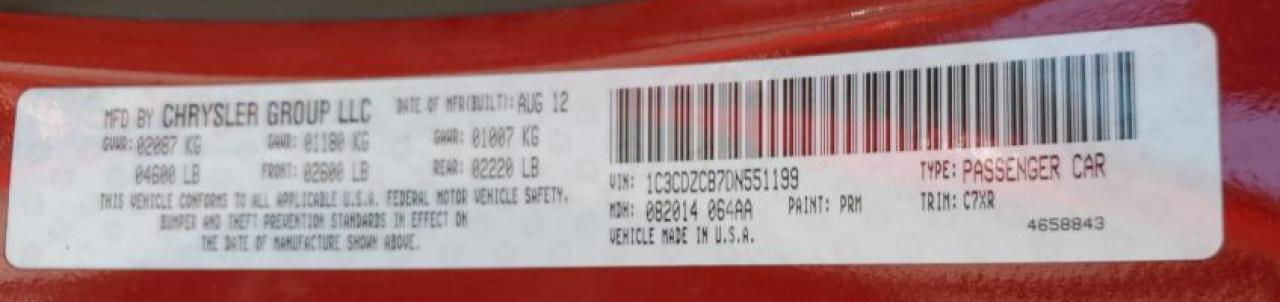 MFD BY CHRYSLER GROUP LLC DATE OF MFR(BUILT): AUG 12
GVWR: 02087 KG GAWR: 01180 KG GAWR: 01007 KG
04600 LB FRONT: 02600 LB REAR: 02220 LB
THIS VEHICLE CONFORMS TO ALL APPLICABLE U.S.A. FEDERAL MOTOR VEHICLE SAFETY,
BUMPER AND THEFT PREVENTION STANDARDS IN EFFECT ON
THE DATE OF MANUFACTURE SHOWN ABOVE.
VIN: 1C3CDZCB7DN551199 TYPE: PASSENGER CAR
MDH: 082014 064AA PAINT: PRM TRIM: C7XR
VEHICLE MADE IN U.S.A. 4658843